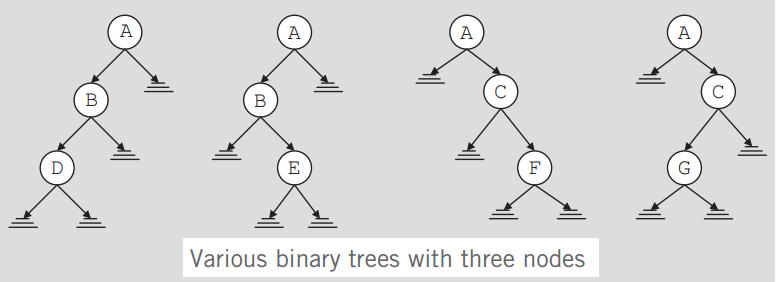 A A A A
B B C C
D E F G
Various binary trees with three nodes